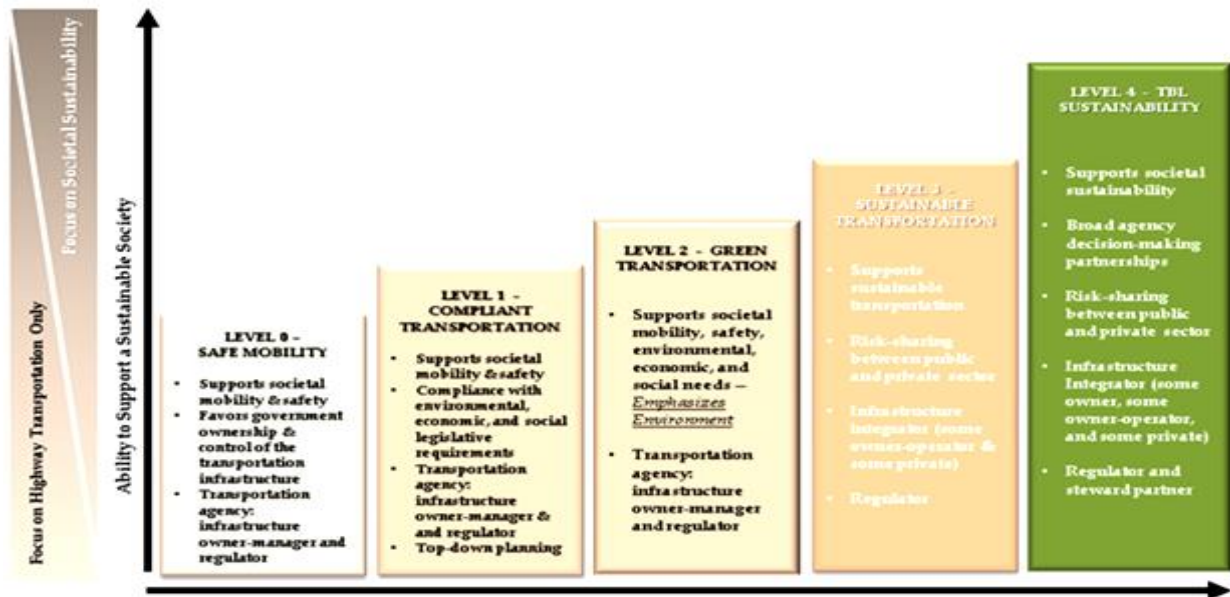 Focus on Societal Sustainability
Focus on Highway Transportation Only
Ability to Support a Sustainable Society
LEVEL 0 –
SAFE MOBILITY
• Supports societal
mobility & safety
• Favors government
ownership &
control of the
transportation
infrastructure
• Transportation
agency:
infrastructure
owner-manager and
regulator
LEVEL 1 –
COMPLIANT
TRANSPORTATION
• Supports societal
mobility & safety
• Compliance with
environmental,
economic, and social
legislative
requirements
• Transportation
agency:
infrastructure
owner-manager &
and regulator
• Top-down planning
LEVEL 2 – GREEN
TRANSPORTATION
• Supports societal
mobility, safety,
environmental,
economic, and
social needs –
Emphasizes
Environment
• Transportation
agency:
infrastructure
owner-manager
and regulator
LEVEL 3 –
SUSTAINABLE
TRANSPORTATION
• Supports
sustainable
transportation
• Risk-sharing
between public
and private sector
• Infrastructure
integrator (some
owner-operator &
some private)
• Regulator
LEVEL 4 – TBL
SUSTAINABILITY
• Supports societal
sustainability
• Broad agency
decision-making
partnerships
• Risk-sharing
between public
and private sector
• Infrastructure
Integrator (some
owner, some
owner-operator,
and some private)
• Regulator and
steward partner